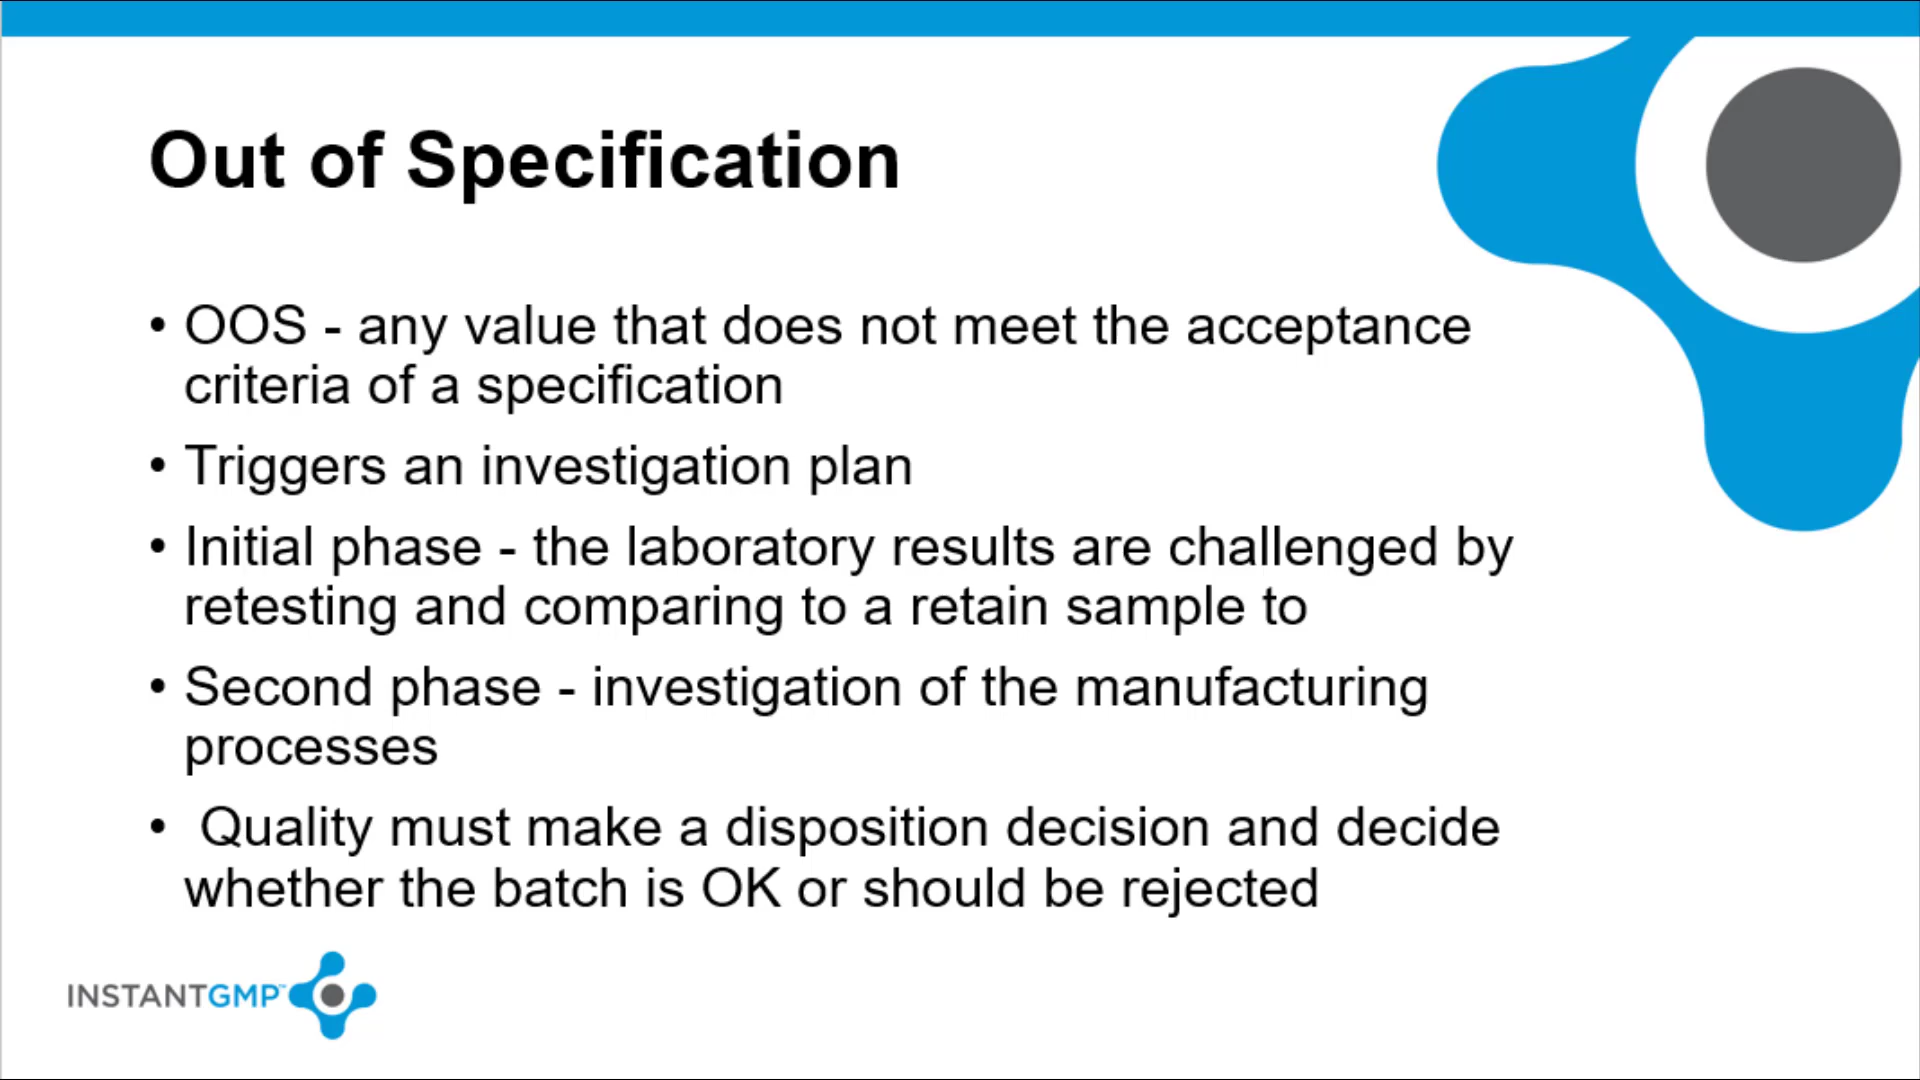 Out of Specification
• OOS - any value that does not meet the acceptance
criteria of a specification
• Triggers an investigation plan
• Initial phase - the laboratory results are challenged by
retesting and comparing to a retain sample to
• Second phase - investigation of the manufacturing
processes
• Quality must make a disposition decision and decide
whether the batch is OK or should be rejected
INSTANTGMP™